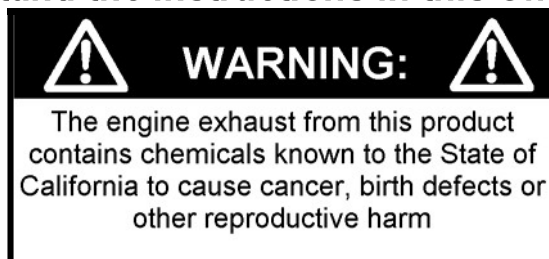 WARNING:
The engine exhaust from this product
contains chemicals known to the State of
California to cause cancer, birth defects or
other reproductive harm